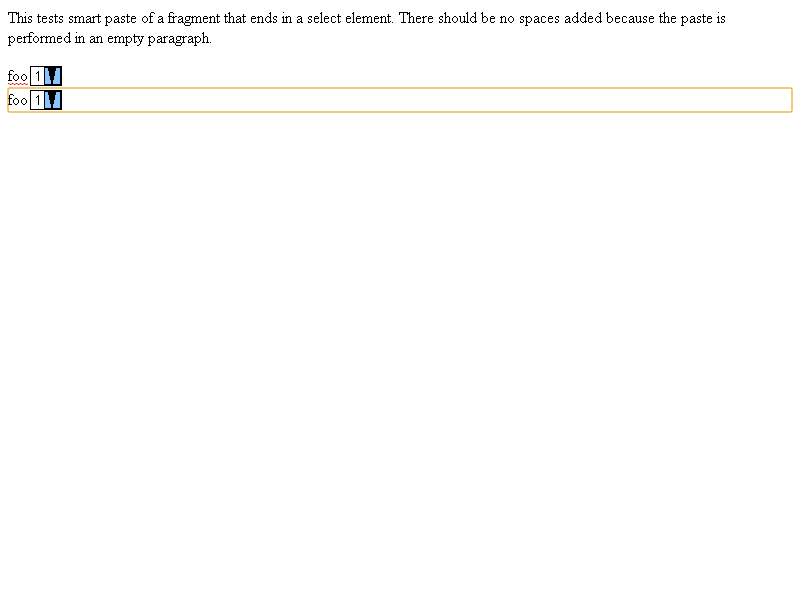 This tests smart paste of a fragment that ends in a select element. There should be no spaces added because the paste is
performed in an empty paragraph.
foo 1
foo 1